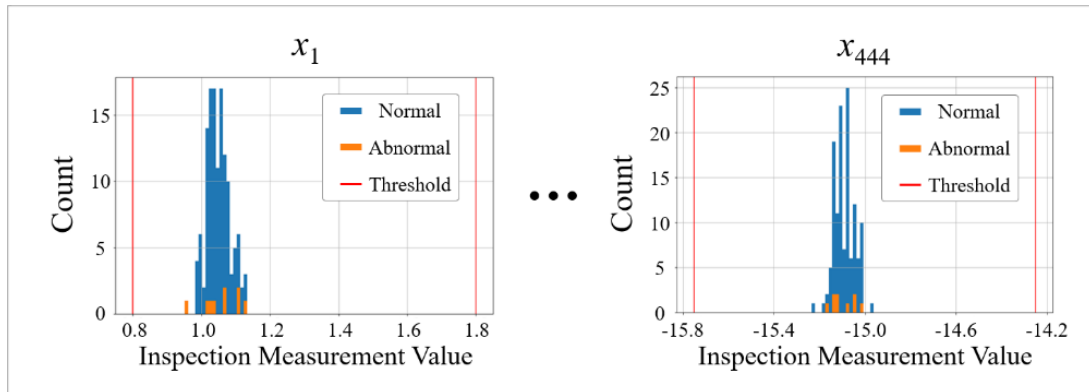 x1
15
10
5
0
Count
Normal
Abnormal
Threshold
0.8 1.0 1.2 1.4 1.6 1.8
Inspection Measurement Value
•••
x444
25
20
15
10
5
0
Count
Normal
Abnormal
Threshold
-15.8 -15.4 -15.0 -14.6 -14.2
Inspection Measurement Value